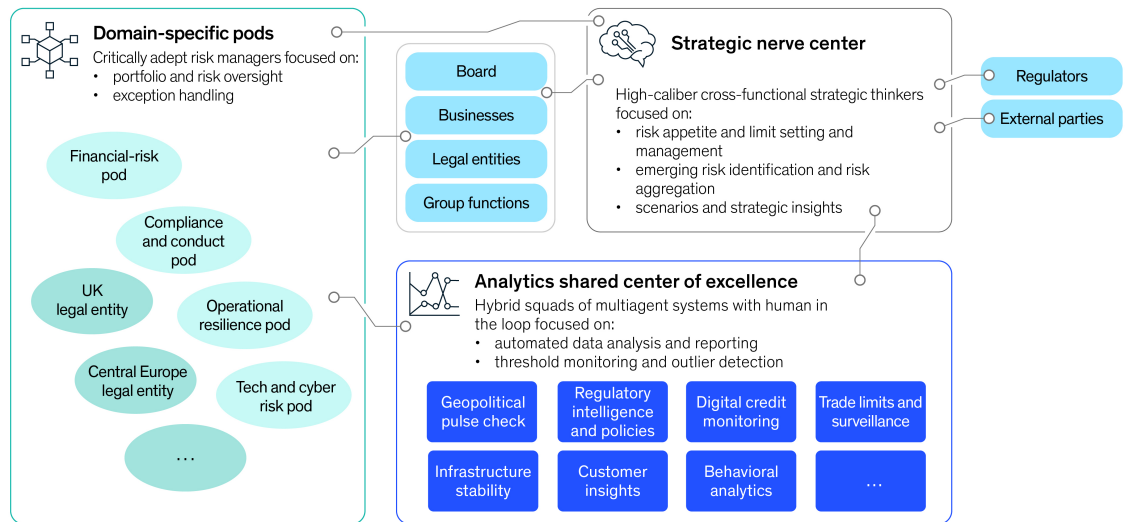 Domain-specific pods
Critically adept risk managers focused on:
• portfolio and risk oversight
• exception handling
Financial-risk
pod
Compliance
and conduct
pod
UK
legal entity
Operational
resilience pod
Central Europe
legal entity
Tech and cyber
risk pod
...
Board
Businesses
Legal entities
Group functions
Strategic nerve center
High-caliber cross-functional strategic thinkers
focused on:
• risk appetite and limit setting and
management
• emerging risk identification and risk
aggregation
• scenarios and strategic insights
Regulators
External parties
Analytics shared center of excellence
Hybrid squads of multiagent systems with human in
the loop focused on:
• automated data analysis and reporting
• threshold monitoring and outlier detection
Geopolitical
pulse check
Regulatory
intelligence
and policies
Digital credit
monitoring
Trade limits and
surveillance
Infrastructure
stability
Customer
insights
Behavioral
analytics
...